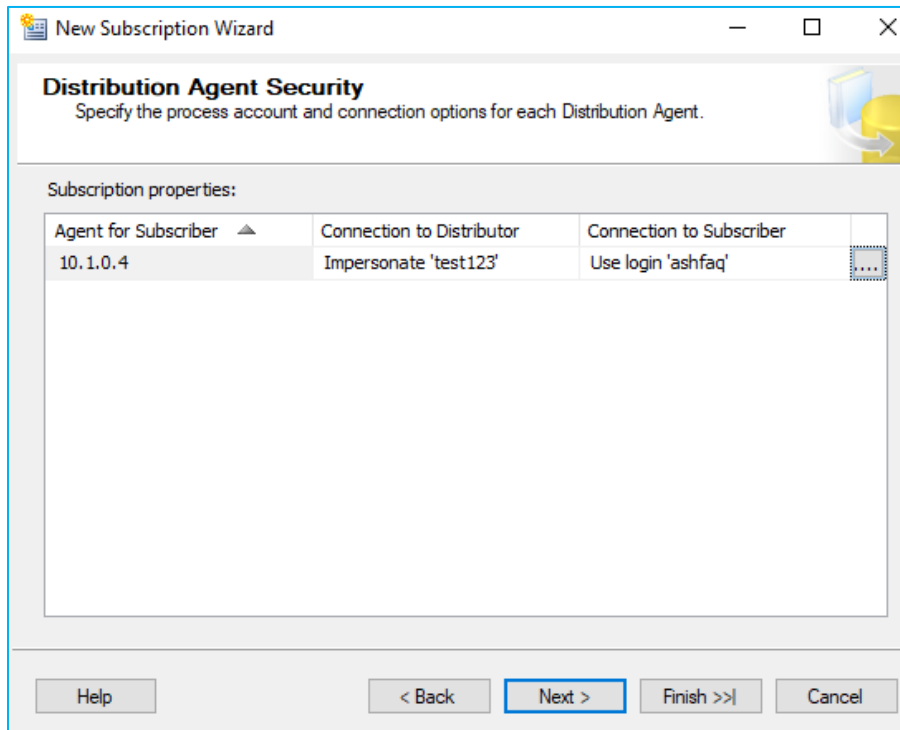 New Subscription Wizard
Distribution Agent Security
Specify the process account and connection options for each Distribution Agent.
Subscription properties:
Agent for Subscriber Connection to Distributor Connection to Subscriber
10.1.0.4 Impersonate 'test123' Use login 'ashfaq' ....
Help < Back Next > Finish >>| Cancel